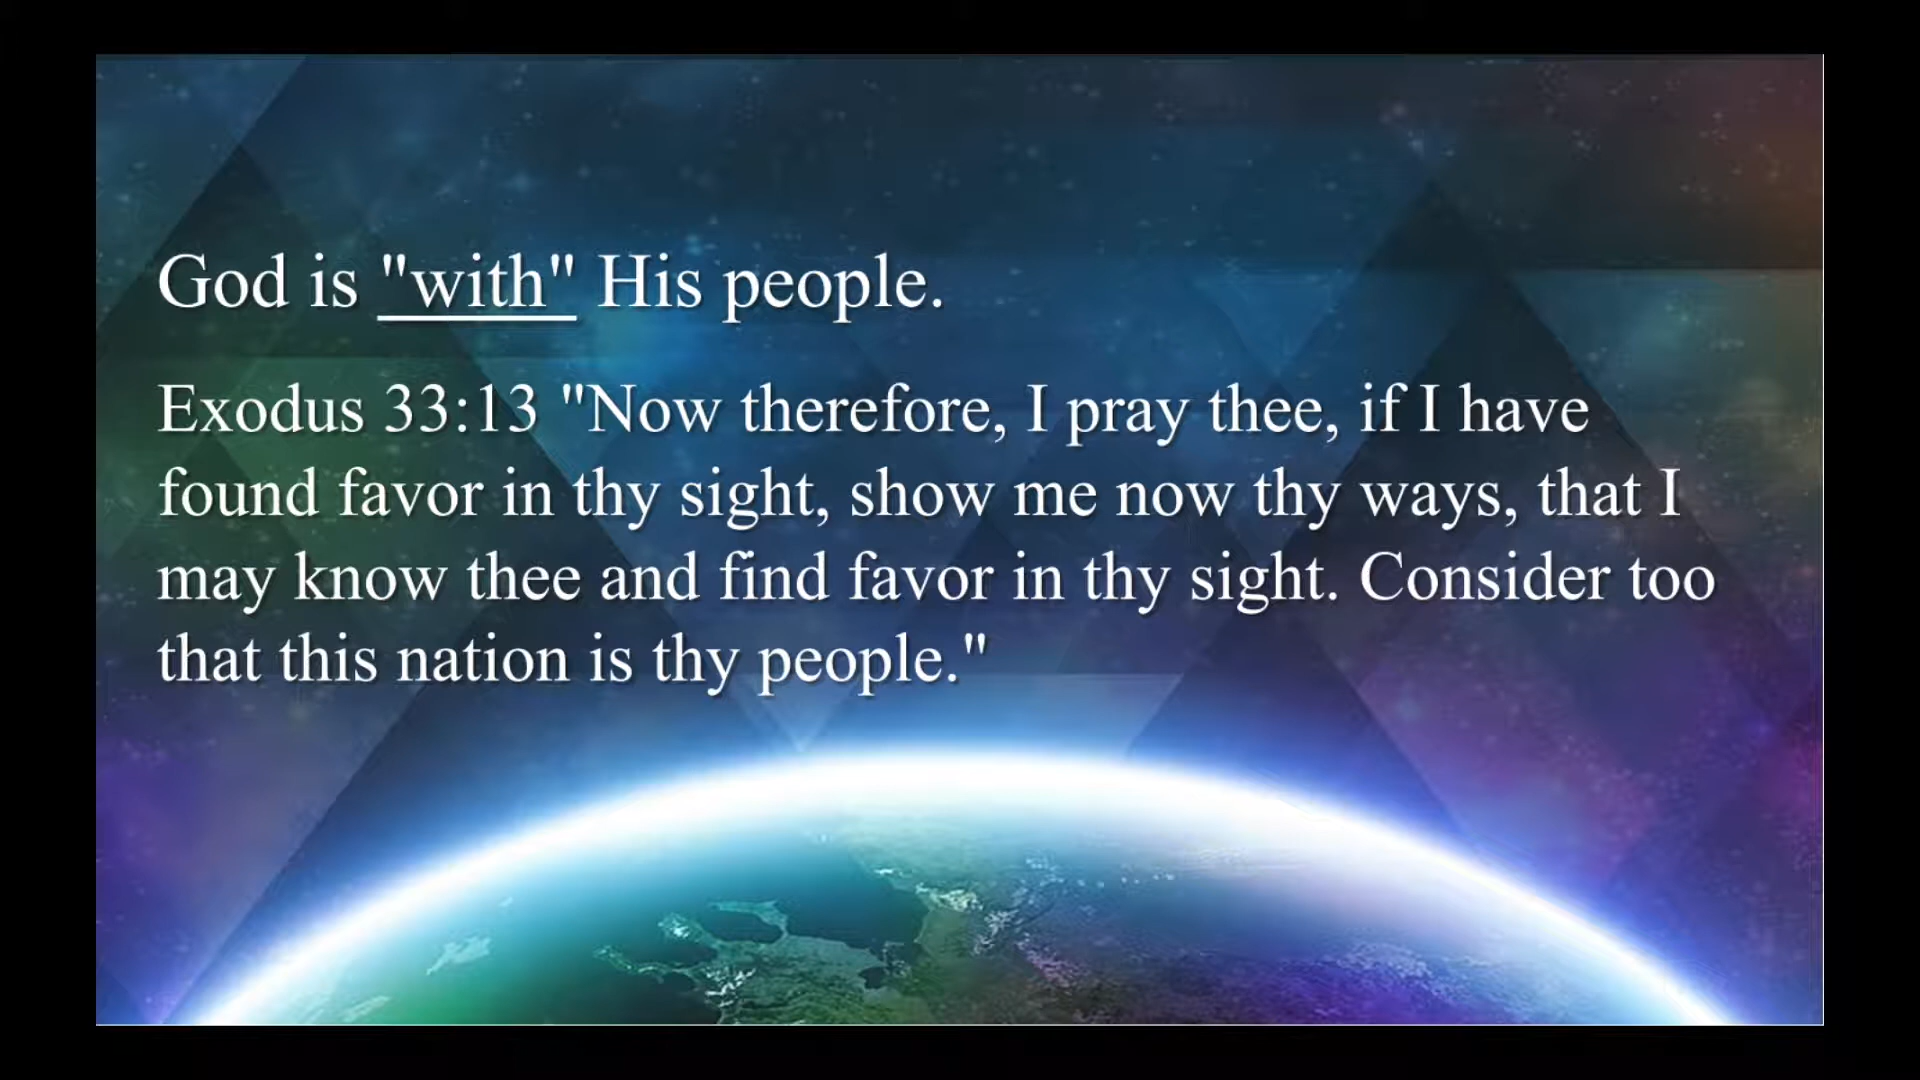 God is "with" His people.
Exodus 33:13 "Now therefore, I pray thee, if I have
found favor in thy sight, show me now thy ways, that I
may know thee and find favor in thy sight. Consider too
that this nation is thy people."